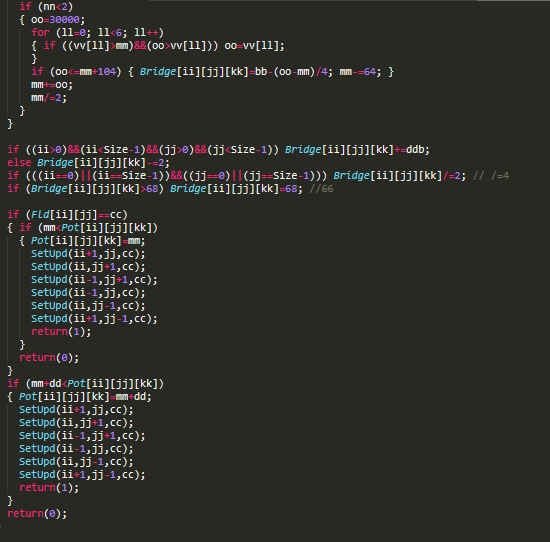 if (nn<2)
{ oo=30000;
for (ll=0; ll<6; ll++)
{ if ((vv[ll]>mm)&&(oo>vv[ll])) oo=vv[ll];
}
if (oo<=mm+104) { Bridge[ii][jj][kk]=bb-(oo-mm)/4; mm-=64; }
mm+=oo;
mm/=2;
}
}
if ((ii>0)&&(ii<Size-1)&&(jj>0)&&(jj<Size-1)) Bridge[ii][jj][kk]+=ddb;
else Bridge[ii][jj][kk]-=2;
if (((ii==0)||(ii==Size-1))&&((jj==0)||(jj==Size-1))) Bridge[ii][jj][kk]/=2; // /=4
if (Bridge[ii][jj][kk]>68) Bridge[ii][jj][kk]=68; //66
if (Fld[ii][jj]==cc)
{ if (mm<Pot[ii][jj][kk])
{ Pot[ii][jj][kk]=mm;
SetUpd(ii+1,jj,cc);
SetUpd(ii,jj+1,cc);
SetUpd(ii-1,jj+1,cc);
SetUpd(ii-1,jj,cc);
SetUpd(ii,jj-1,cc);
SetUpd(ii+1,jj-1,cc);
return(1);
}
return(0);
}
if (mm+dd<Pot[ii][jj][kk])
{ Pot[ii][jj][kk]=mm+dd;
SetUpd(ii+1,jj,cc);
SetUpd(ii,jj+1,cc);
SetUpd(ii-1,jj+1,cc);
SetUpd(ii-1,jj,cc);
SetUpd(ii,jj-1,cc);
SetUpd(ii+1,jj-1,cc);
return(1);
}
return(0);